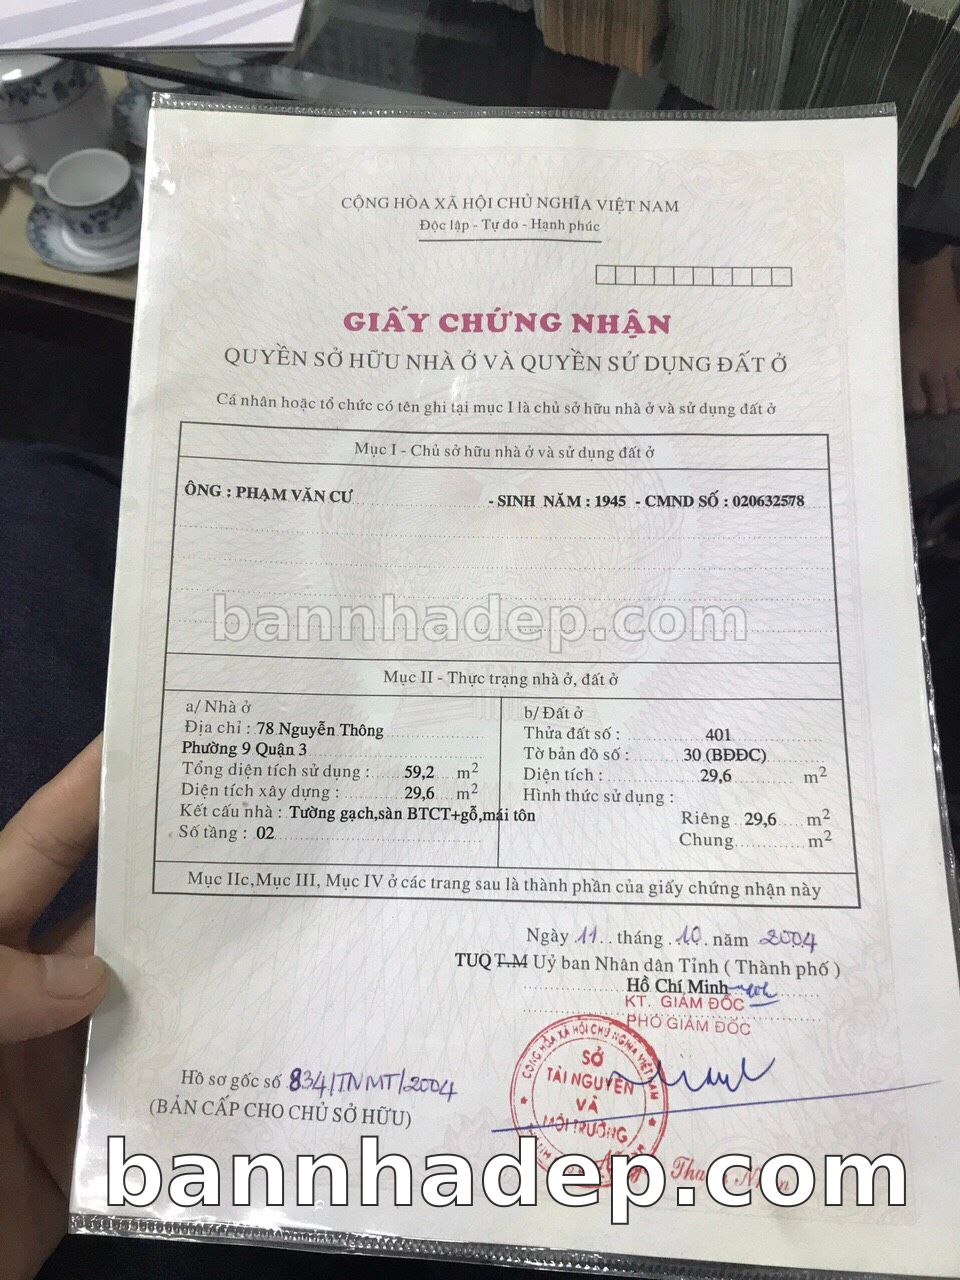 CỘNG HÒA XÃ HỘI CHỦ NGHĨA VIỆT NAM
Độc lập - Tự do - Hạnh phúc
GIẤY CHỨNG NHẬN
QUYỀN SỞ HỮU NHÀ Ở VÀ QUYỀN SỬ DỤNG ĐẤT Ở
Cá nhân hoặc tổ chức có tên ghi tại mục I là chủ sở hữu nhà ở và sử dụng đất ở
Mục I - Chủ sở hữu nhà ở và sử dụng đất ở
ÔNG : PHẠM VĂN CƯ - SINH NĂM : 1945 - CMND SỐ : 020632578
bannhadep.com
Mục II - Thực trạng nhà ở, đất ở
a/ Nhà ở
Địa chỉ : 78 Nguyễn Thông
Phường 9 Quận 3
Tổng diện tích sử dụng : 59,2 m2
Diện tích xây dựng : 29,6 m2
Kết cấu nhà : Tường gạch,sàn BTCT+gỗ,mái tôn
Số tầng : 02
b/ Đất ở
Thửa đất số : 401
Tờ bản đồ số : 30 (BĐĐC)
Diện tích : 29,6 m2
Hình thức sử dụng :
Riêng 29,6 m2
Chung m2
Mục IIc,Mục III, Mục IV ở các trang sau là thành phần của giấy chứng nhận này
Ngày 11 tháng 10 năm 2004
TUQ T.M Uỷ ban Nhân dân Tỉnh ( Thành phố )
Hồ Chí Minh
KT. GIÁM ĐỐC
PHÓ GIÁM ĐỐC
CỘNG HÒA XÃ HỘI CHỦ NGHĨA VIỆT NAM
SỞ
TÀI NGUYÊN
VÀ
MÔI TRƯỜNG
Hồ sơ gốc số 834/TNMT/2004
(BẢN CẤP CHO CHỦ SỞ HỮU)
bannhadep.com